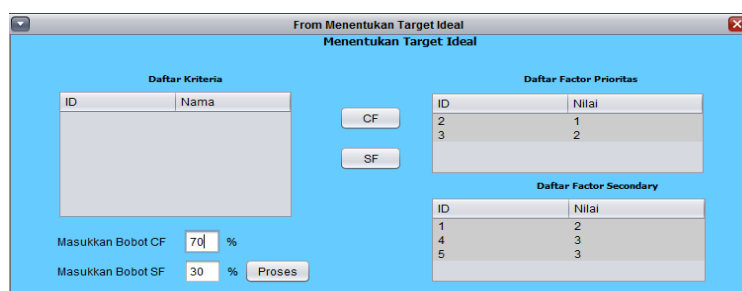 From Menentukan Target Ideal
Menentukan Target Ideal
Daftar Kriteria
ID Nama
CF
SF
Masukkan Bobot CF 70 %
Masukkan Bobot SF 30 % Proses
Daftar Factor Prioritas
ID Nilai
2 1
3 2
Daftar Factor Secondary
ID Nilai
1 2
4 3
5 3